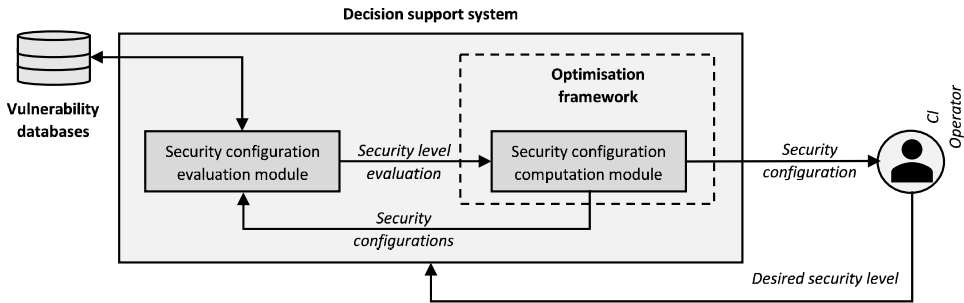 Decision support system
Vulnerability
databases
Optimisation
framework
Security configuration
evaluation module
Security level
evaluation
Security configuration
computation module
Security
configuration
CI
Operator
Security
configurations
Desired security level